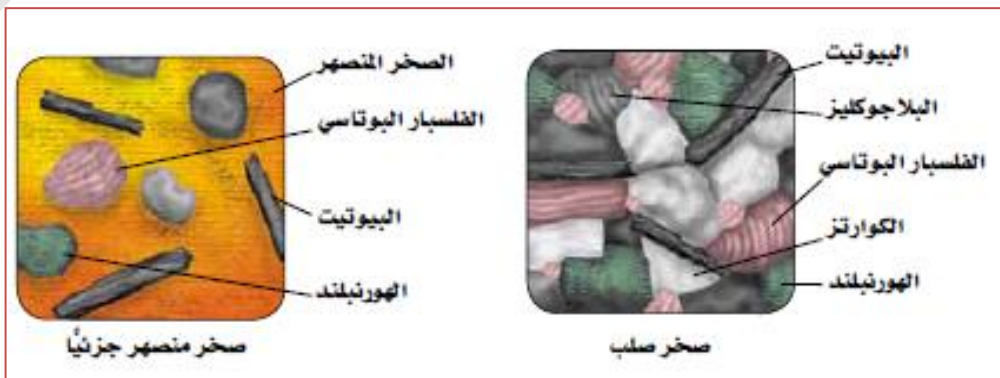 البيوتيت
البلاجوكليز
الفلسبار البوتاسي
الكوارتز
الهورنبلند
صخر صلب
الصخر المنصهر
الفلسبار البوتاسي
البيوتيت
الهورنبلند
صخر منصهر جزئيًّا